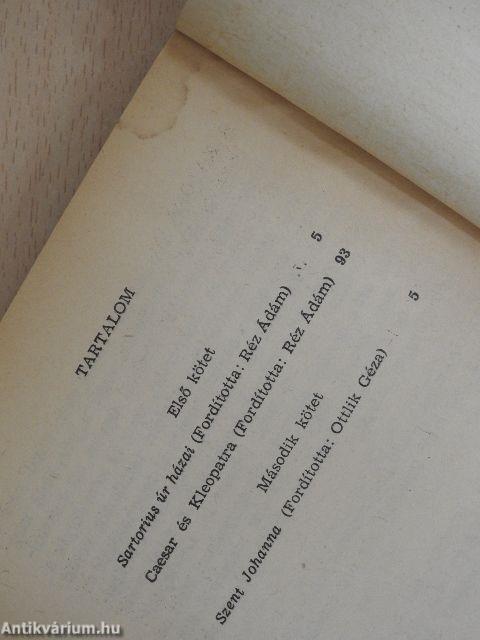 TARTALOM
Első kötet
Sartorius úr házai (Fordította: Réz Ádám) 5
Caesar és Kleopatra (Fordította: Réz Ádám) 93
Második kötet
Szent Johanna (Fordította: Ottlik Géza) 5
Antikvárium.hu